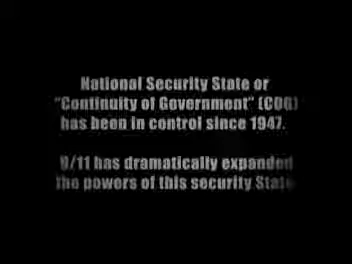 National Security State or
"Continuity of Government" (COG)
has been in control since 1947.
9/11 has dramatically expanded
the powers of this security State